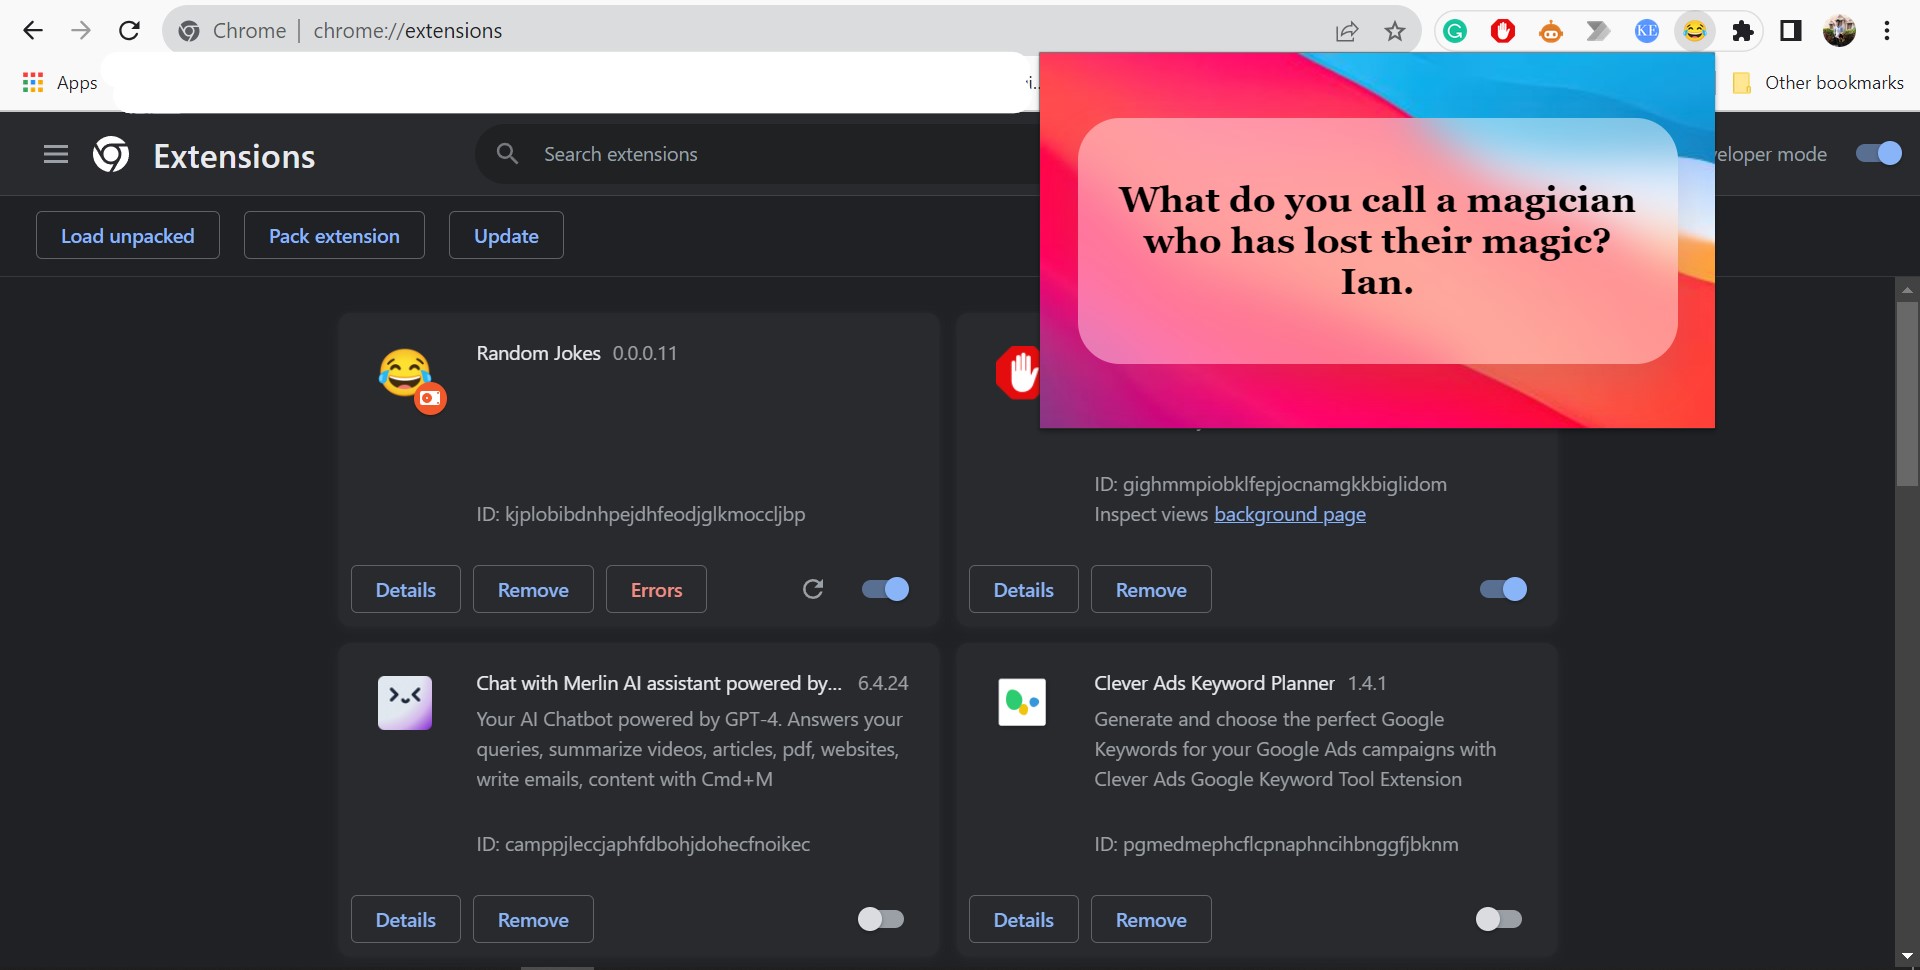 Chrome
chrome://extensions
KE
Apps
Other bookmarks
Extensions
Search extensions
What do you call a magician
who has lost their magic?
Ian.
mode
Load unpacked
Pack extension
Update
Random Jokes 0.0.0.11
ID: kjplobibdnhpejdhfeodjglkmoccljbp
Details
Remove
Errors
ID: gighmmpiobklfepjocnamgkkbiglidom
Inspect views background page
Details
Remove
Chat with Merlin AI assistant powered by... 6.4.24
Your AI Chatbot powered by GPT-4. Answers your
queries, summarize videos, articles, pdf, websites,
write emails, content with Cmd+M
ID: camppjleccjaphfdbohjdohecfnoikec
Details
Remove
Clever Ads Keyword Planner 1.4.1
Generate and choose the perfect Google
Keywords for your Google Ads campaigns with
Clever Ads Google Keyword Tool Extension
ID: pgmedmephcflcpnaphncihbnggfjbknm
Details
Remove